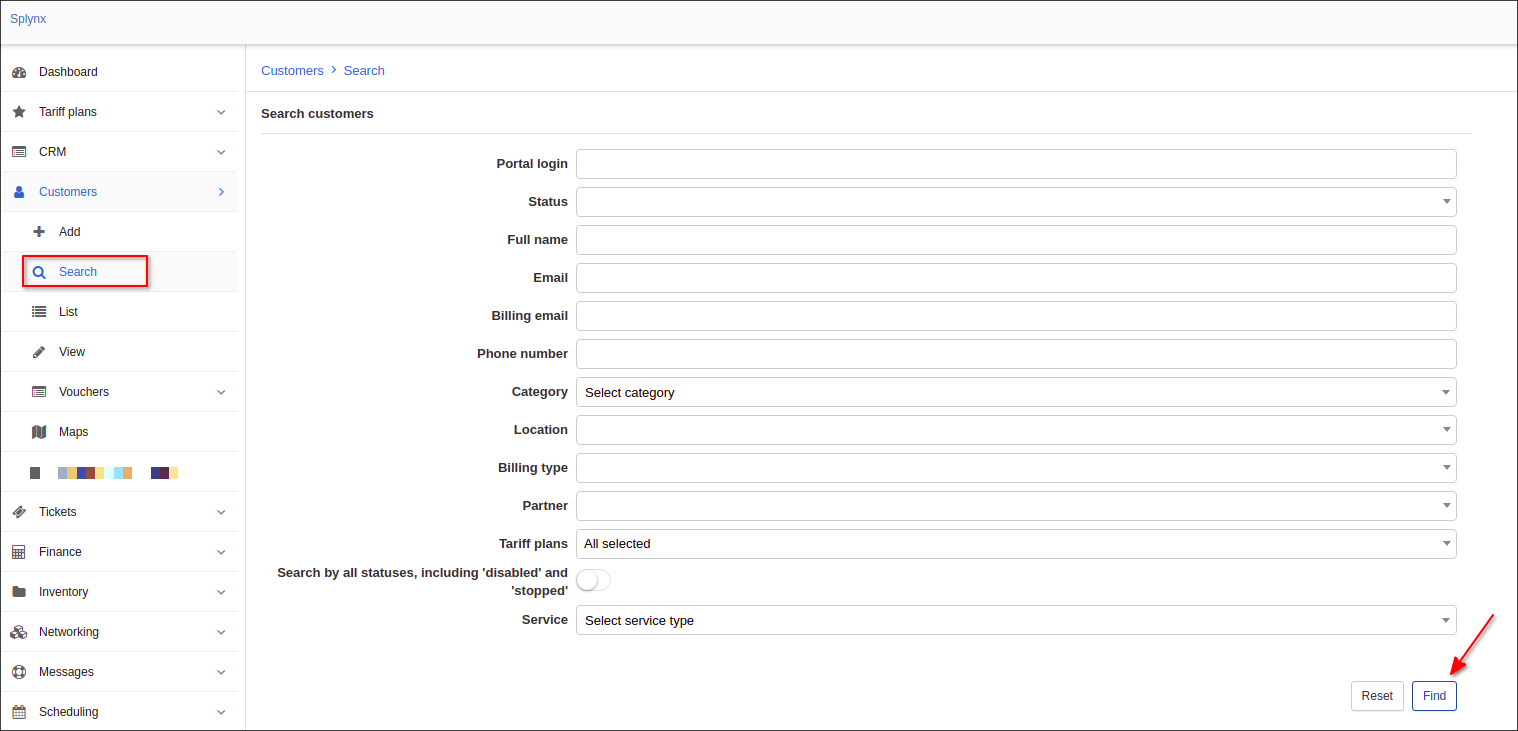 Splynx
Dashboard
Tariff plans
CRM
Customers
Add
Search
List
View
Vouchers
Maps
Tickets
Finance
Inventory
Networking
Messages
Scheduling
Customers > Search
Search customers
Portal login
Status
Full name
Email
Billing email
Phone number
Category Select category
Location
Billing type
Partner
Tariff plans All selected
Search by all statuses, including 'disabled' and
'stopped'
Service Select service type
Reset Find